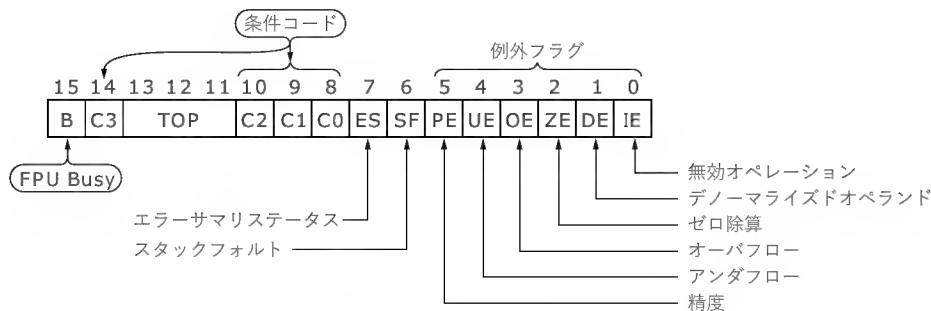 条件コード
例外フラグ
15 14 13 12 11 10 9 8 7 6 5 4 3 2 1 0
B C3 TOP C2 C1 C0 ES SF PE UE OE ZE DE IE
FPU Busy
無効オペレーション
デノーマライズドオペランド
エラーサマリステータス
ゼロ除算
スタックフォルト
オーバフロー
アンダフロー
精度